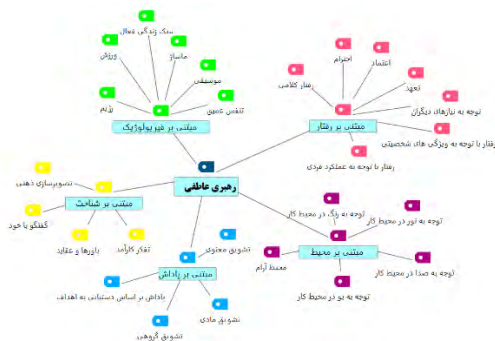 سبک زندگی فعال
ورزش
ماساژ
موسیقی
رژیم
تنفس عمیق
مبتنی بر فیزیولوژیک
احترام
اعتماد
تعهد
رفتار کلامی
توجه به نیازهای دیگران
رفتار با توجه به ویژگی های شخصیتی
مبتنی بر رفتار
رفتار با توجه به عملکرد فردی
رهبری عاطفی
تصویرسازی ذهنی
مبتنی بر شناخت
گفتگو با خود
باورها و عقاید
تفکر کارآمد
توجه به رنگ در محیط کار
توجه به نور در محیط کار
مبتنی بر محیط
محیط آرام
توجه به صدا در محیط کار
توجه به بو در محیط کار
تشویق معنوی
مبتنی بر پاداش
پاداش بر اساس دستیابی به اهداف
تشویق مادی
تشویق گروهی